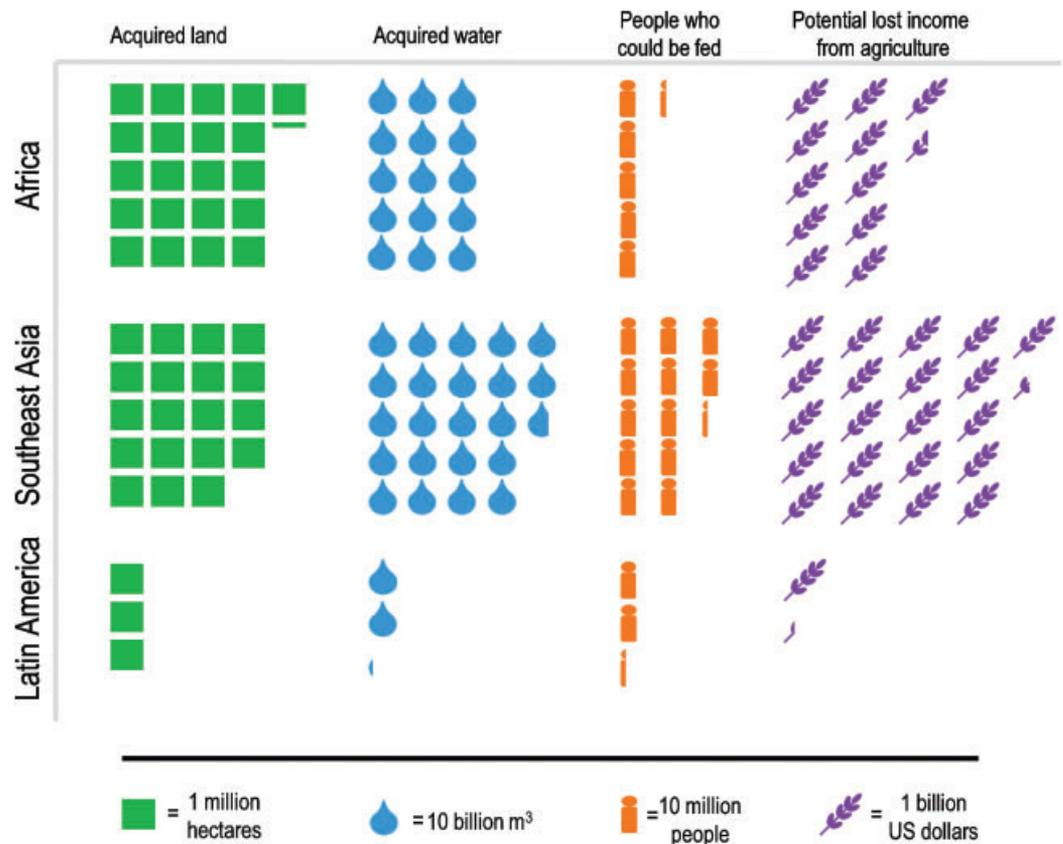 Acquired land
Acquired water
People who
could be fed
Potential lost income
from agriculture
Africa
Southeast Asia
Latin America
= 1 million
hectares
= 10 billion m³
= 10 million
people
= 1 billion
US dollars